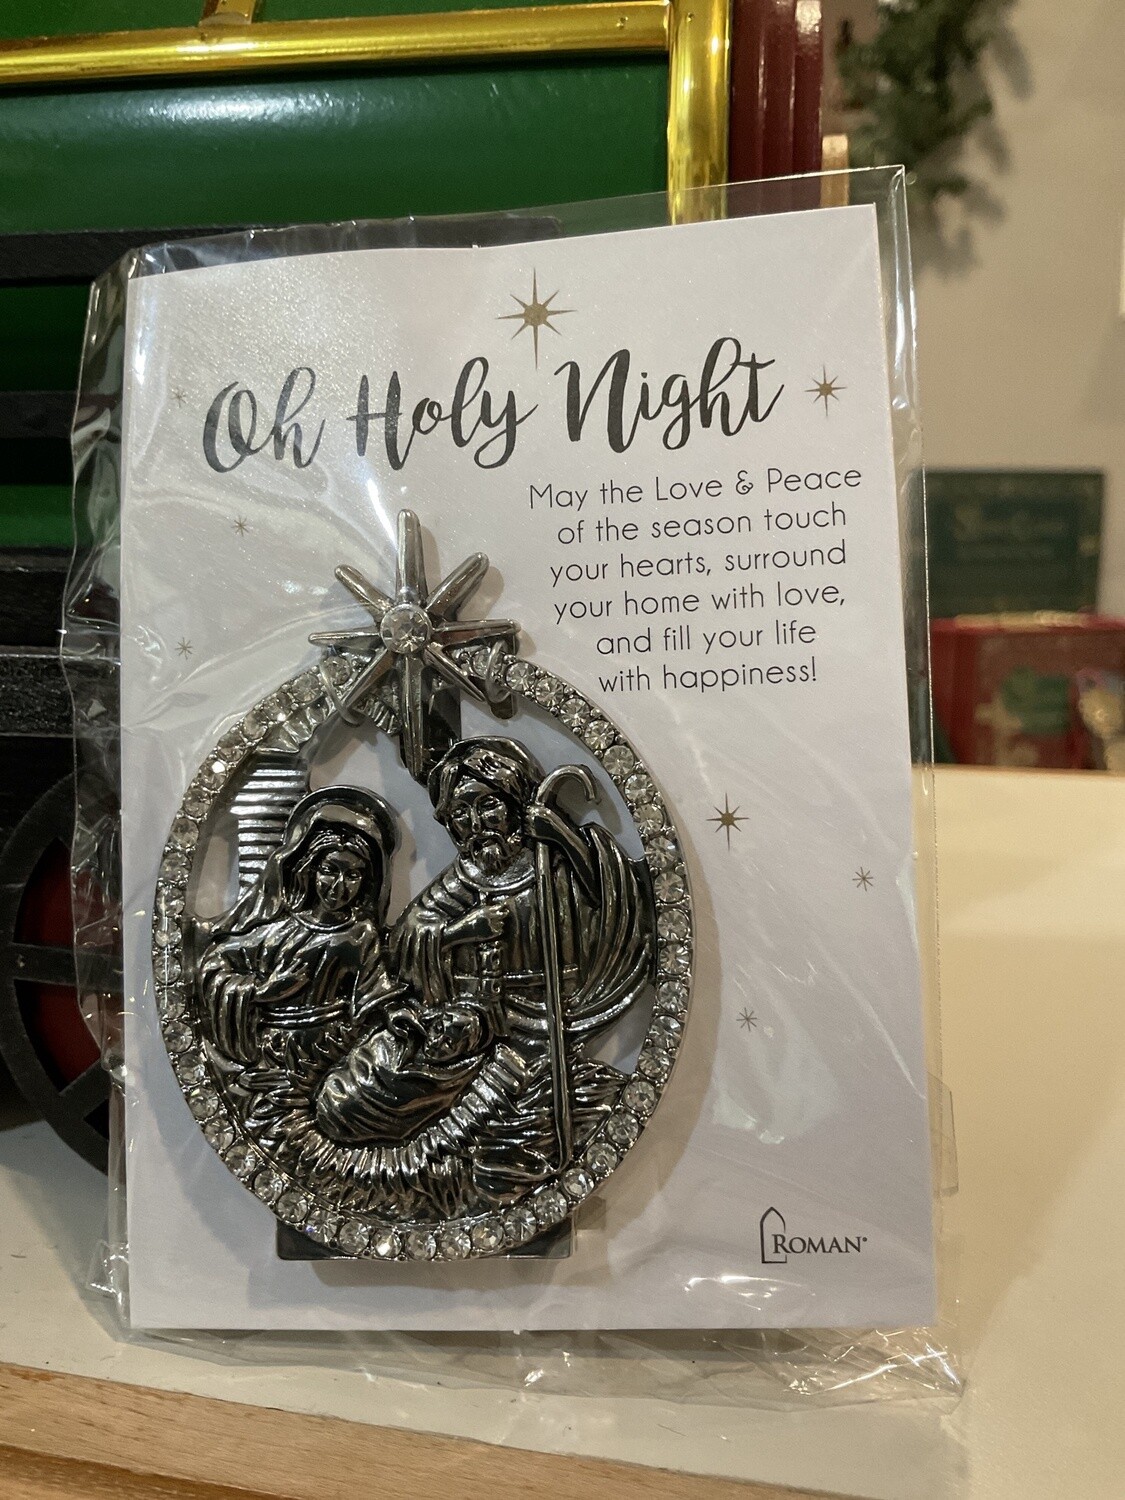 Oh Holy Night
May the Love & Peace
of the season touch
your hearts, surround
your home with love,
and fill your life
with happiness!
ROMAN®